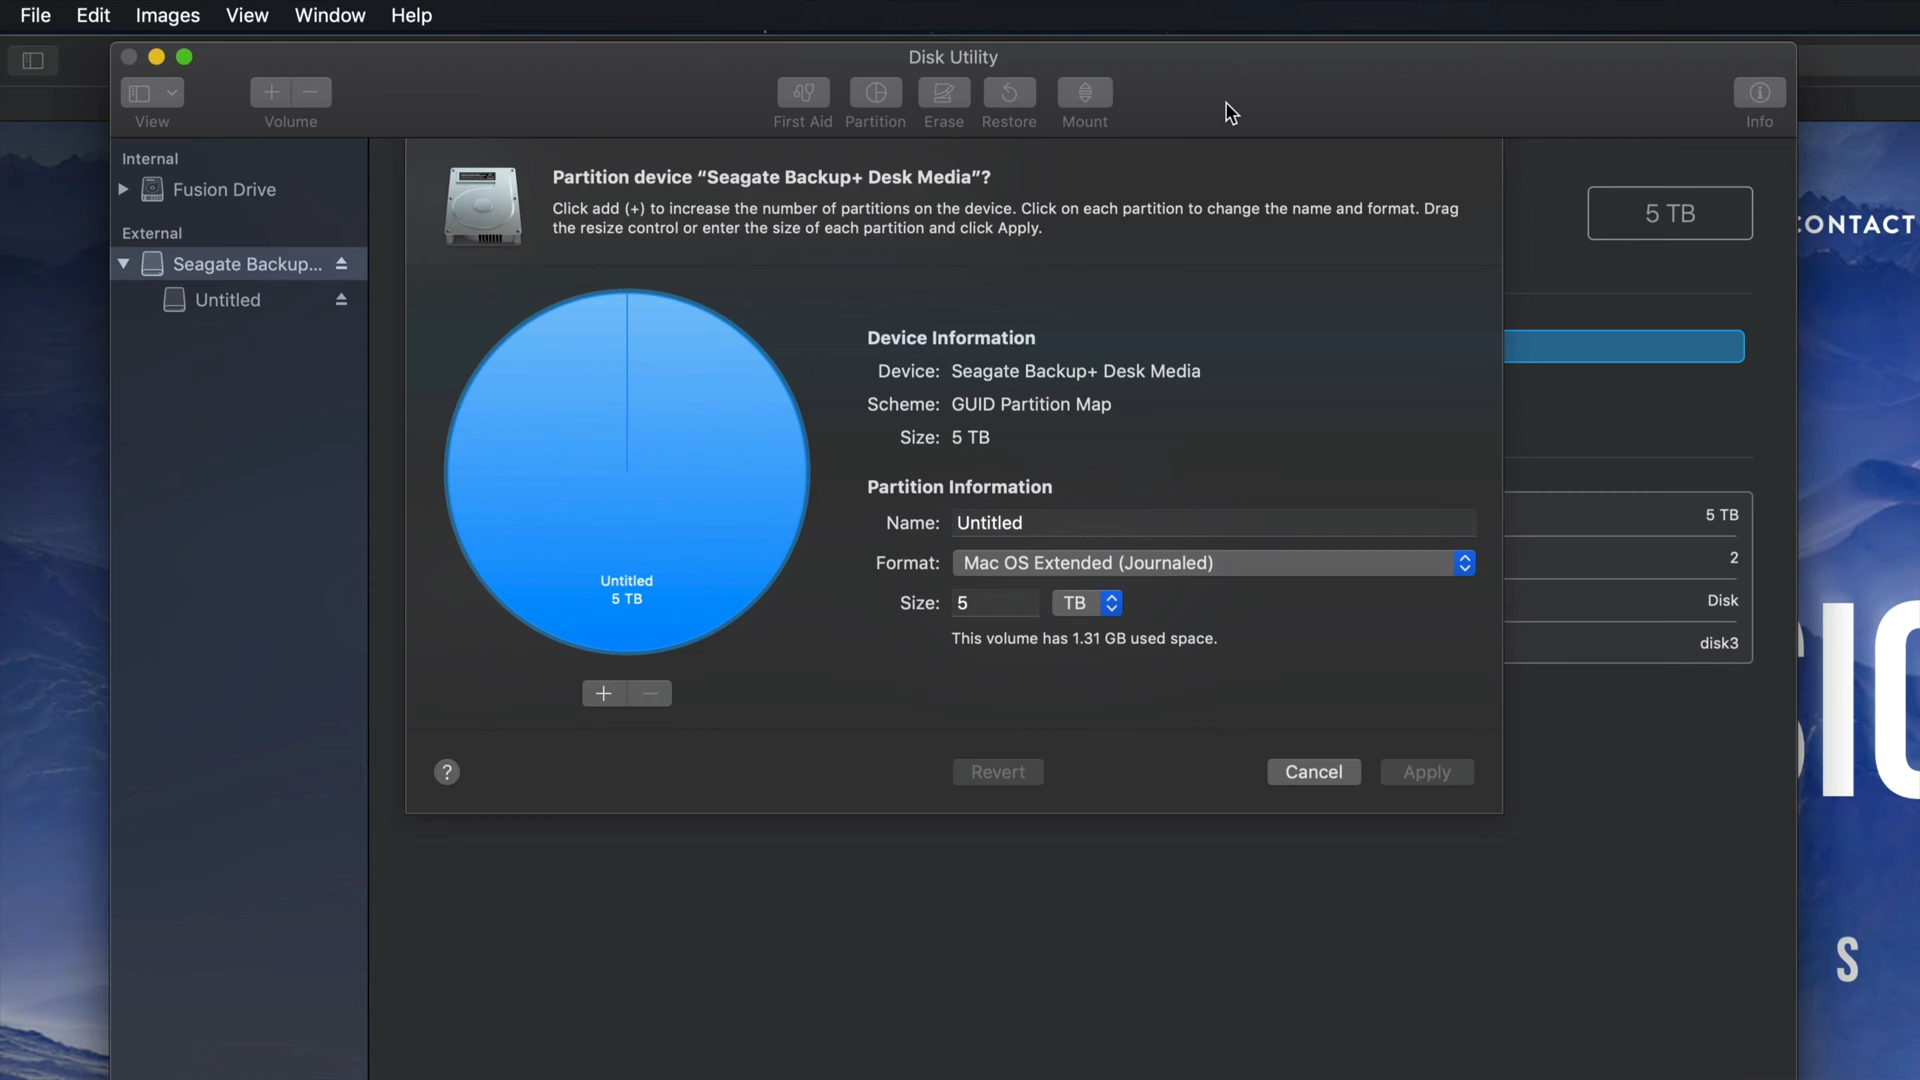 File Edit Images View Window Help
Disk Utility
View Volume First Aid Partition Erase Restore Mount Info
Internal
Fusion Drive
External
Seagate Backup...
Untitled
Partition device “Seagate Backup+ Desk Media”?
Click add (+) to increase the number of partitions on the device. Click on each partition to change the name and format. Drag
the resize control or enter the size of each partition and click Apply.
5 TB
CONTACT
Untitled
5 TB
+ −
Device Information
Device: Seagate Backup+ Desk Media
Scheme: GUID Partition Map
Size: 5 TB
Partition Information
Name: Untitled
Format: Mac OS Extended (Journaled)
Size: 5 TB
This volume has 1.31 GB used space.
5 TB
2
Disk
disk3
? Revert Cancel Apply
S